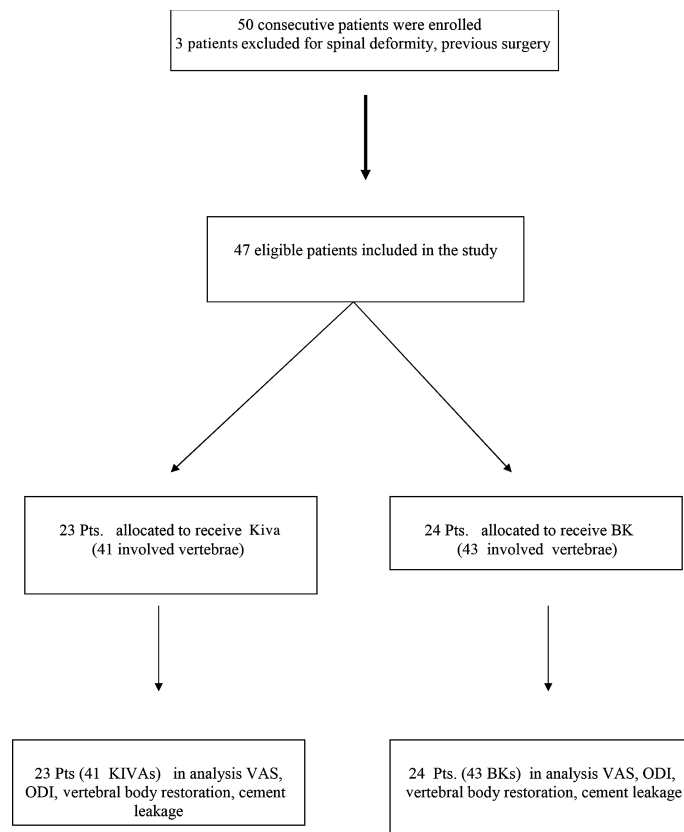 50 consecutive patients were enrolled
3 patients excluded for spinal deformity, previous surgery
47 eligible patients included in the study
23 Pts. allocated to receive Kiva
(41 involved vertebrae)
24 Pts. allocated to receive BK
(43 involved vertebrae)
23 Pts (41 KIVAs) in analysis VAS,
ODI, vertebral body restoration, cement
leakage
24 Pts. (43 BKs) in analysis VAS, ODI,
vertebral body restoration, cement leakage